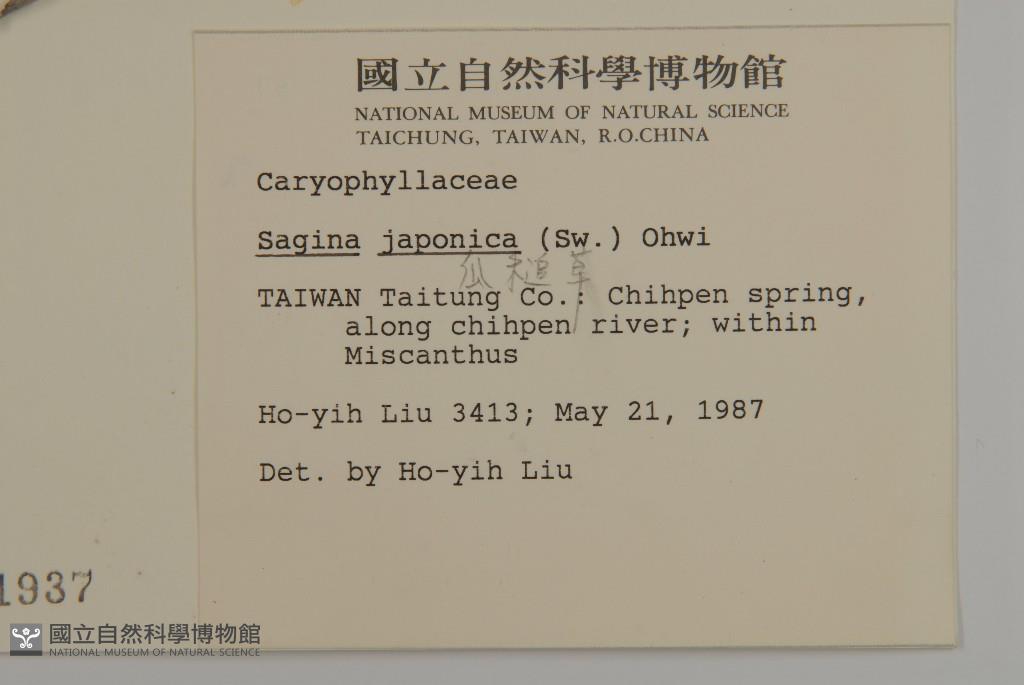 國立自然科學博物館
NATIONAL MUSEUM OF NATURAL SCIENCE
TAICHUNG, TAIWAN, R.O.CHINA
Caryophyllaceae
Sagina japonica (Sw.) Ohwi
瓜耒追草
TAIWAN Taitung Co.: Chihpen spring,
along chihpen river; within
Miscanthus
Ho-yih Liu 3413; May 21, 1987
Det. by Ho-yih Liu
1937
國立自然科學博物館
NATIONAL MUSEUM OF NATURAL SCIENCE